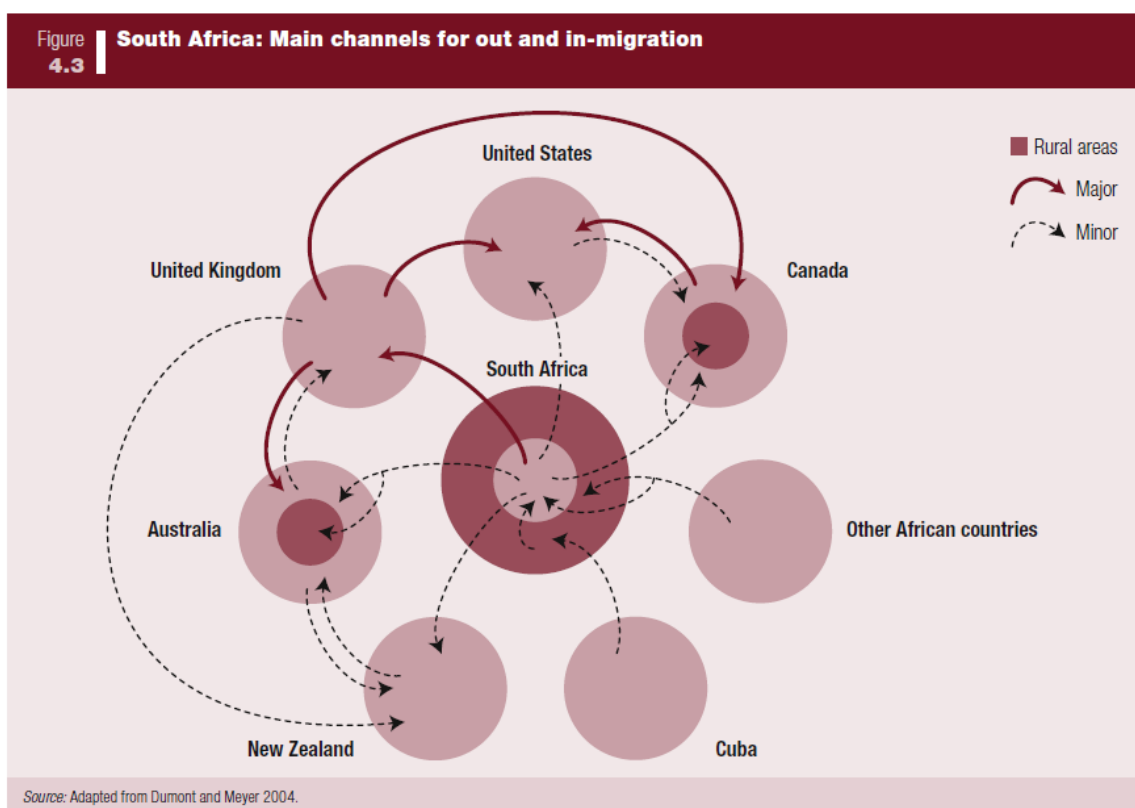 Figure
4.3
South Africa: Main channels for out and in-migration
United States
Rural areas
Major
Minor
United Kingdom
Canada
South Africa
Australia
Other African countries
New Zealand
Cuba
Source: Adapted from Dumont and Meyer 2004.